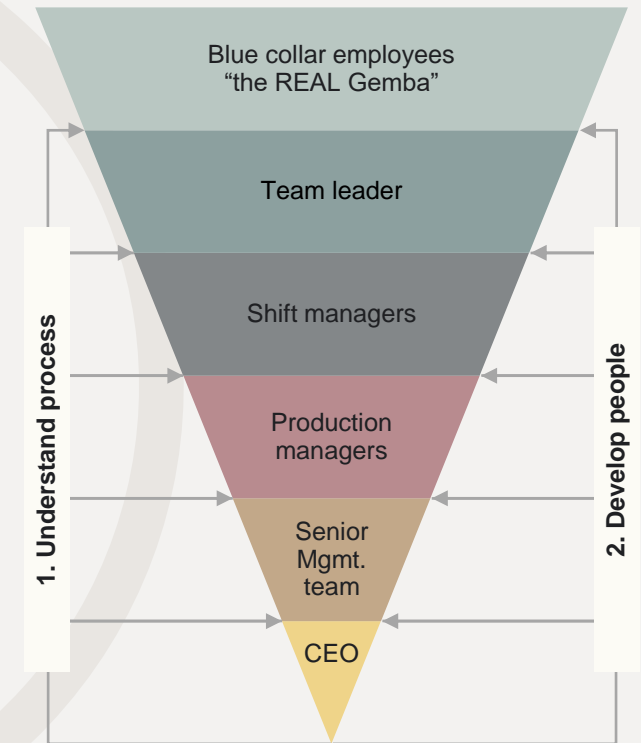 Blue collar employees
“the REAL Gemba”
Team leader
Shift managers
Production
managers
Senior
Mgmt.
team
CEO
1. Understand process
2. Develop people